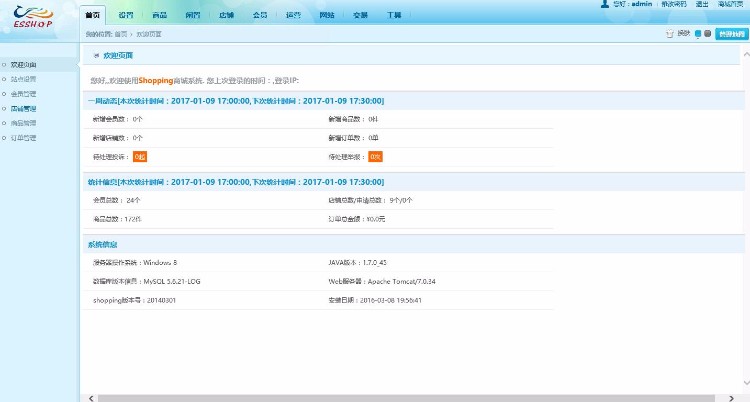 ESSHOP
您好：admin | 修改密码 | 退出 | 商城首页
首页 设置 商品 闲置 店铺 会员 运营 网站 交易 工具
您的位置: 首页 > 欢迎页面
换肤
管理地图
欢迎页面
站点设置
会员管理
店铺管理
商品管理
订单管理
欢迎页面
您好,,欢迎使用Shopping商城系统. 您上次登录的时间：,登录IP:
一周动态[本次统计时间：2017-01-09 17:00:00,下次统计时间：2017-01-09 17:30:00]
新增会员数： 0个 新增商品数： 0件
新增店铺数： 0个 新增订单数： 0单
待处理投诉： 0起 待处理举报： 0次
统计信息[本次统计时间：2017-01-09 17:00:00,下次统计时间：2017-01-09 17:30:00]
会员总数： 24个 店铺总数/申请总数： 9个/0个
商品总数：172件 订单总金额：¥0.0元
系统信息
服务器操作系统：Windows 8 JAVA版本：1.7.0_45
数据库版本信息：MySQL 5.6.21-LOG Web服务器：Apache Tomcat/7.0.34
shopping版本号：20140301 安装日期：2016-03-08 19:56:41